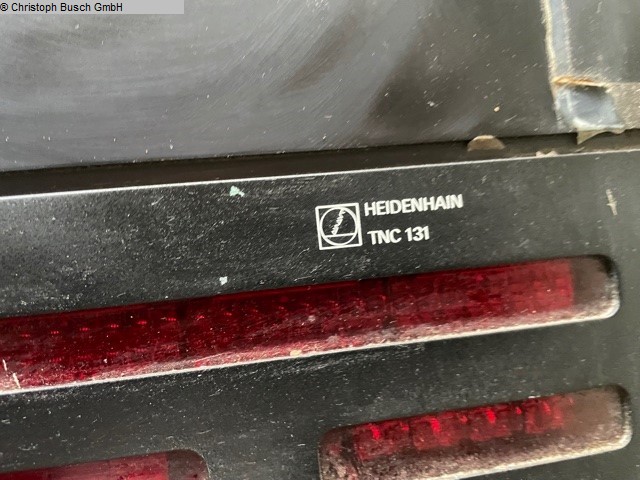 © Christoph Busch GmbH
HEIDENHAIN
TNC 131